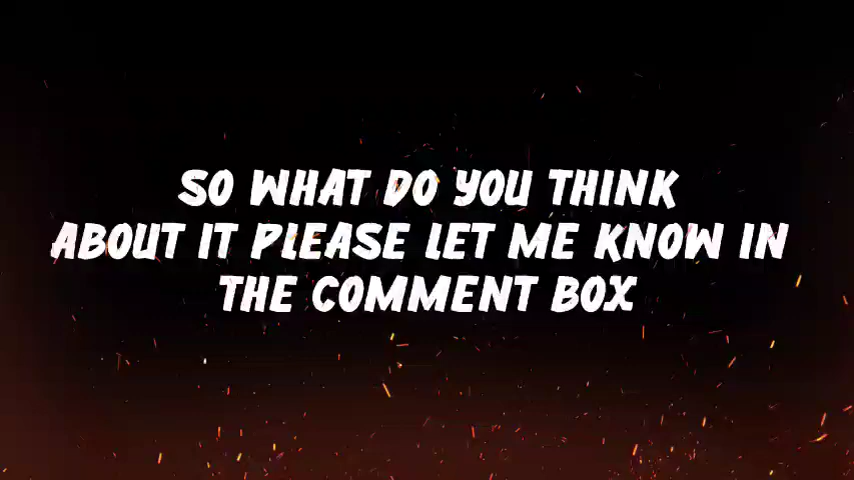 SO WHAT DO YOU THINK
ABOUT IT PLEASE LET ME KNOW IN
THE COMMENT BOX